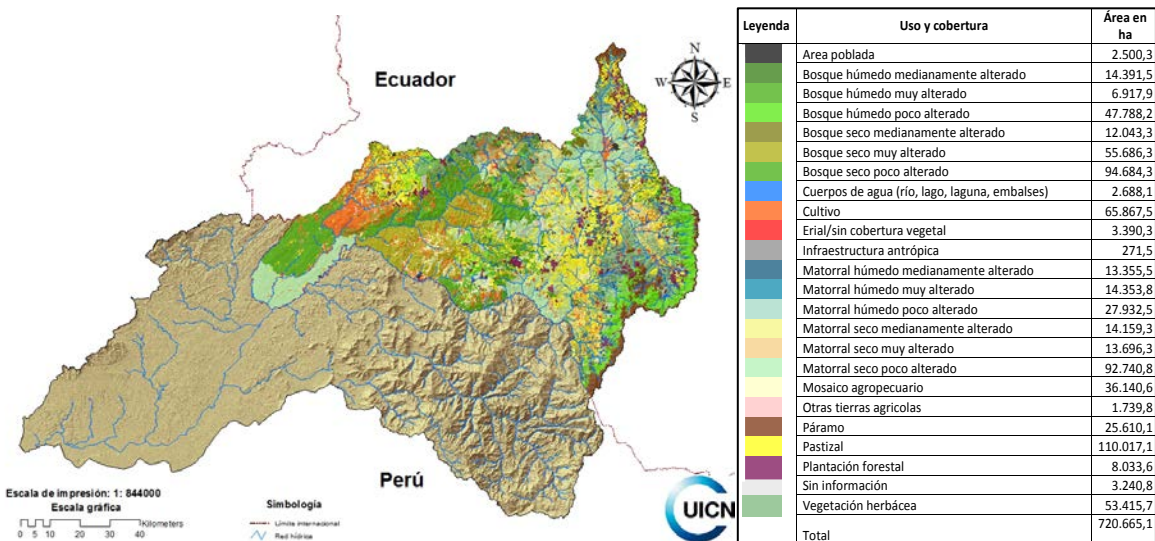 Ecuador
N
W
E
S
Perú
Escala de impresión: 1: 844000
Escala gráfica
Kilometers
0 5 10 20 30 40
Simbología
Límite internacional
Red hídrica
UICN
Leyenda Uso y cobertura Área en ha
Area poblada 2.500,3
Bosque húmedo medianamente alterado 14.391,5
Bosque húmedo muy alterado 6.917,9
Bosque húmedo poco alterado 47.788,2
Bosque seco medianamente alterado 12.043,3
Bosque seco muy alterado 55.686,3
Bosque seco poco alterado 94.684,3
Cuerpos de agua (río, lago, laguna, embalses) 2.688,1
Cultivo 65.867,5
Erial/sin cobertura vegetal 3.390,3
Infraestructura antrópica 271,5
Matorral húmedo medianamente alterado 13.355,5
Matorral húmedo muy alterado 14.353,8
Matorral húmedo poco alterado 27.932,5
Matorral seco medianamente alterado 14.159,3
Matorral seco muy alterado 13.696,3
Matorral seco poco alterado 92.740,8
Mosaico agropecuario 36.140,6
Otras tierras agricolas 1.739,8
Páramo 25.610,1
Pastizal 110.017,1
Plantación forestal 8.033,6
Sin información 3.240,8
Vegetación herbácea 53.415,7
Total 720.665,1